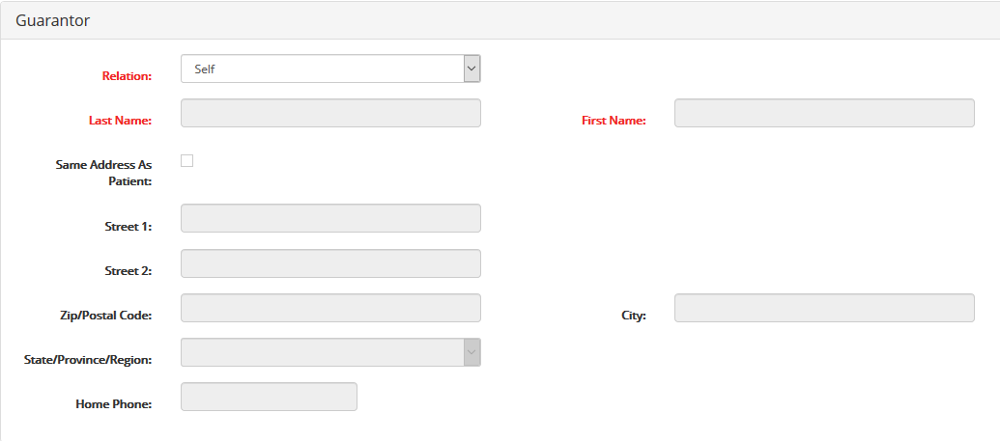 Guarantor
Relation:
Self
Last Name:
First Name:
Same Address As
Patient:
Street 1:
Street 2:
Zip/Postal Code:
City:
State/Province/Region:
Home Phone: